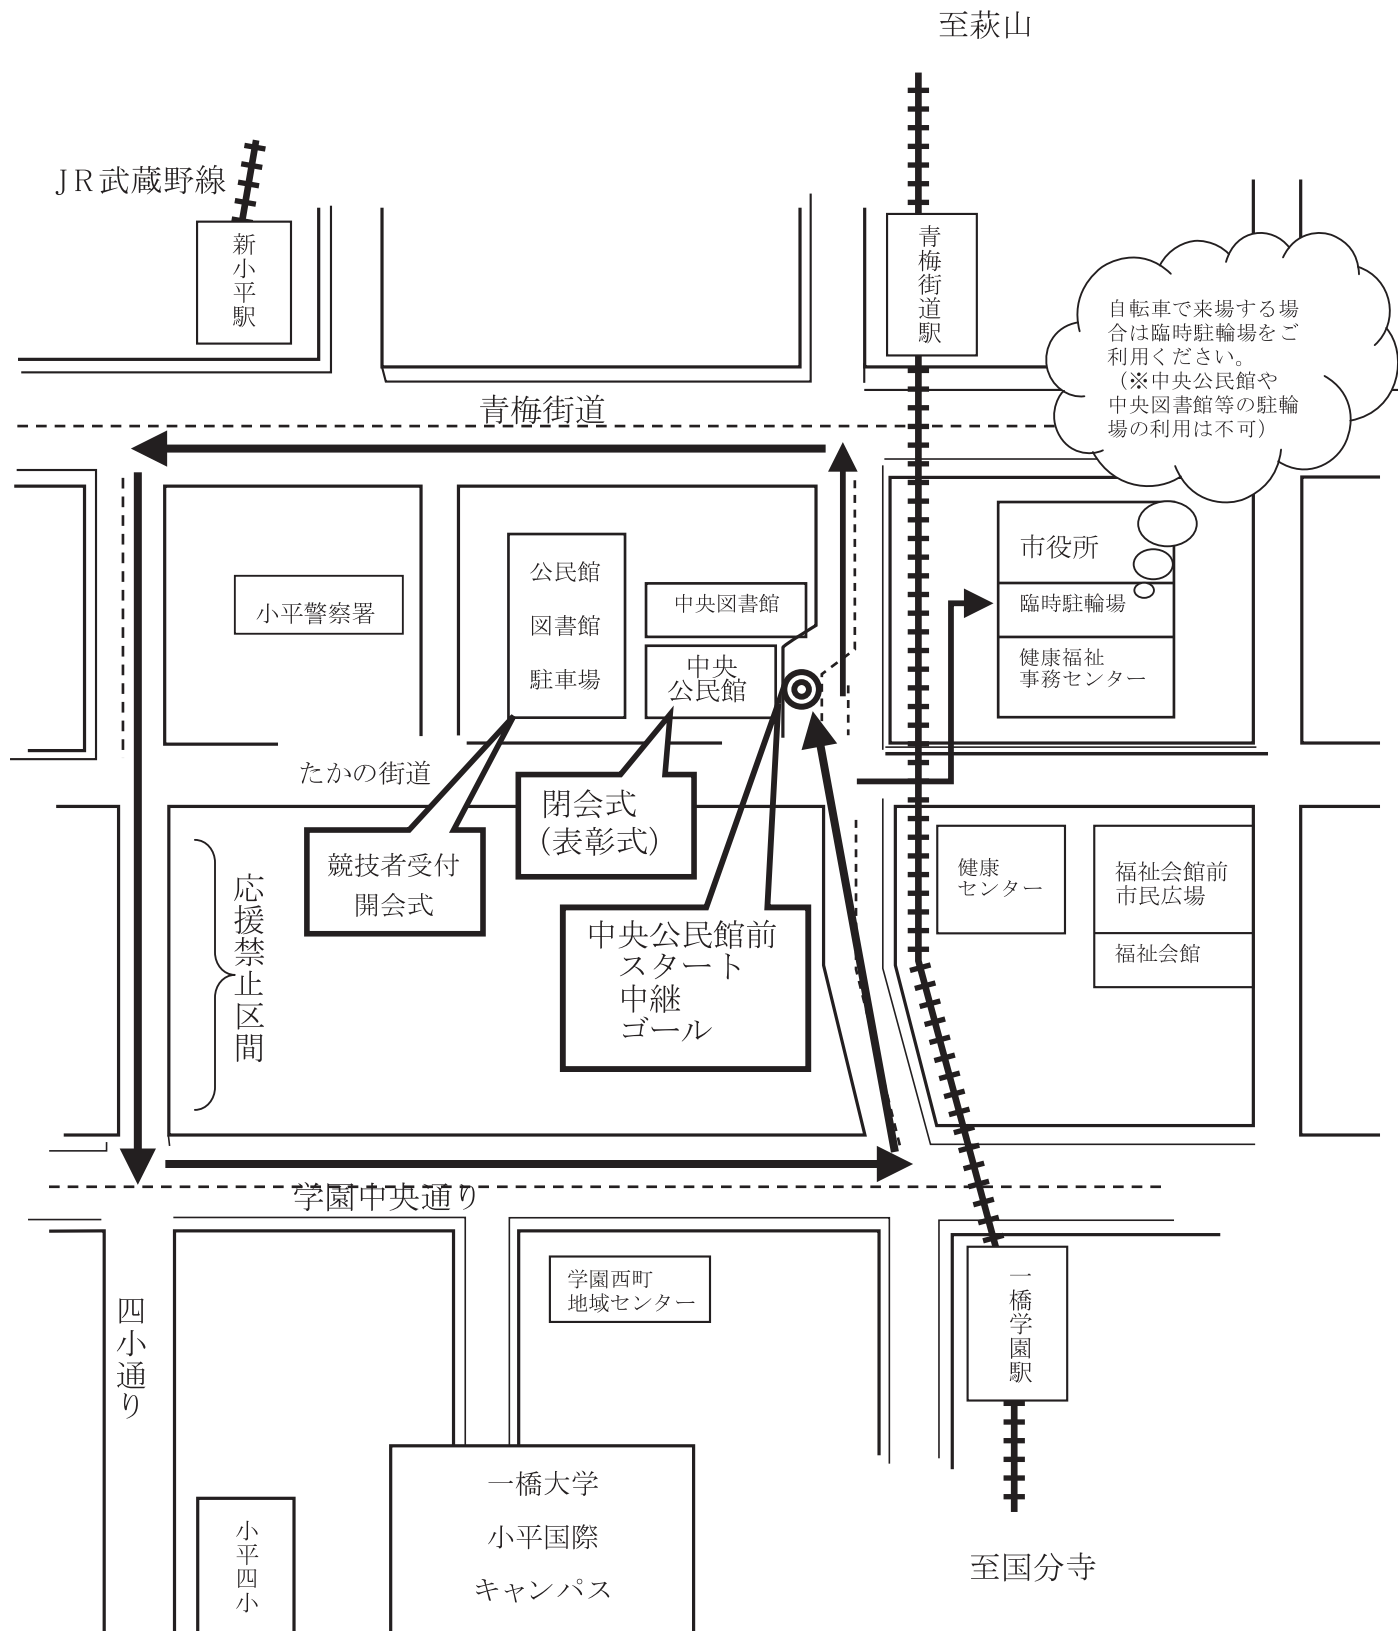 至萩山
JR武蔵野線
新小平駅
青梅街道駅
自転車で来場する場
合は臨時駐輪場をご
利用ください。
（※中央公民館や
中央図書館等の駐輪
場の利用は不可）
青梅街道
市役所
臨時駐輪場
健康福祉
事務センター
小平警察署
公民館
図書館
駐車場
中央図書館
中央
公民館
たかの街道
閉会式
（表彰式）
競技者受付
開会式
中央公民館前
スタート
中継
ゴール
応援禁止区間
健康
センター
福祉会館前
市民広場
福祉会館
学園中央通り
学園西町
地域センター
一橋学園駅
四小通り
一橋大学
小平国際
キャンパス
小平四小
至国分寺